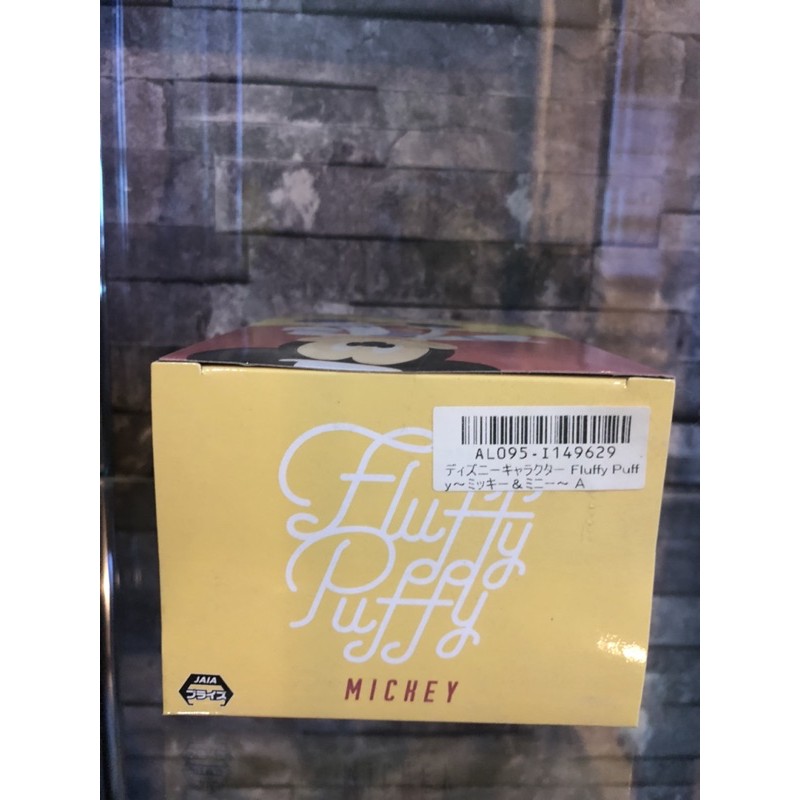 AL095-I149629
ディズニーキャラクター Fluffy Puff
y～ミッキー＆ミニー～ A
Fluffy
Puffy
MICKEY
JAIA
プライズ